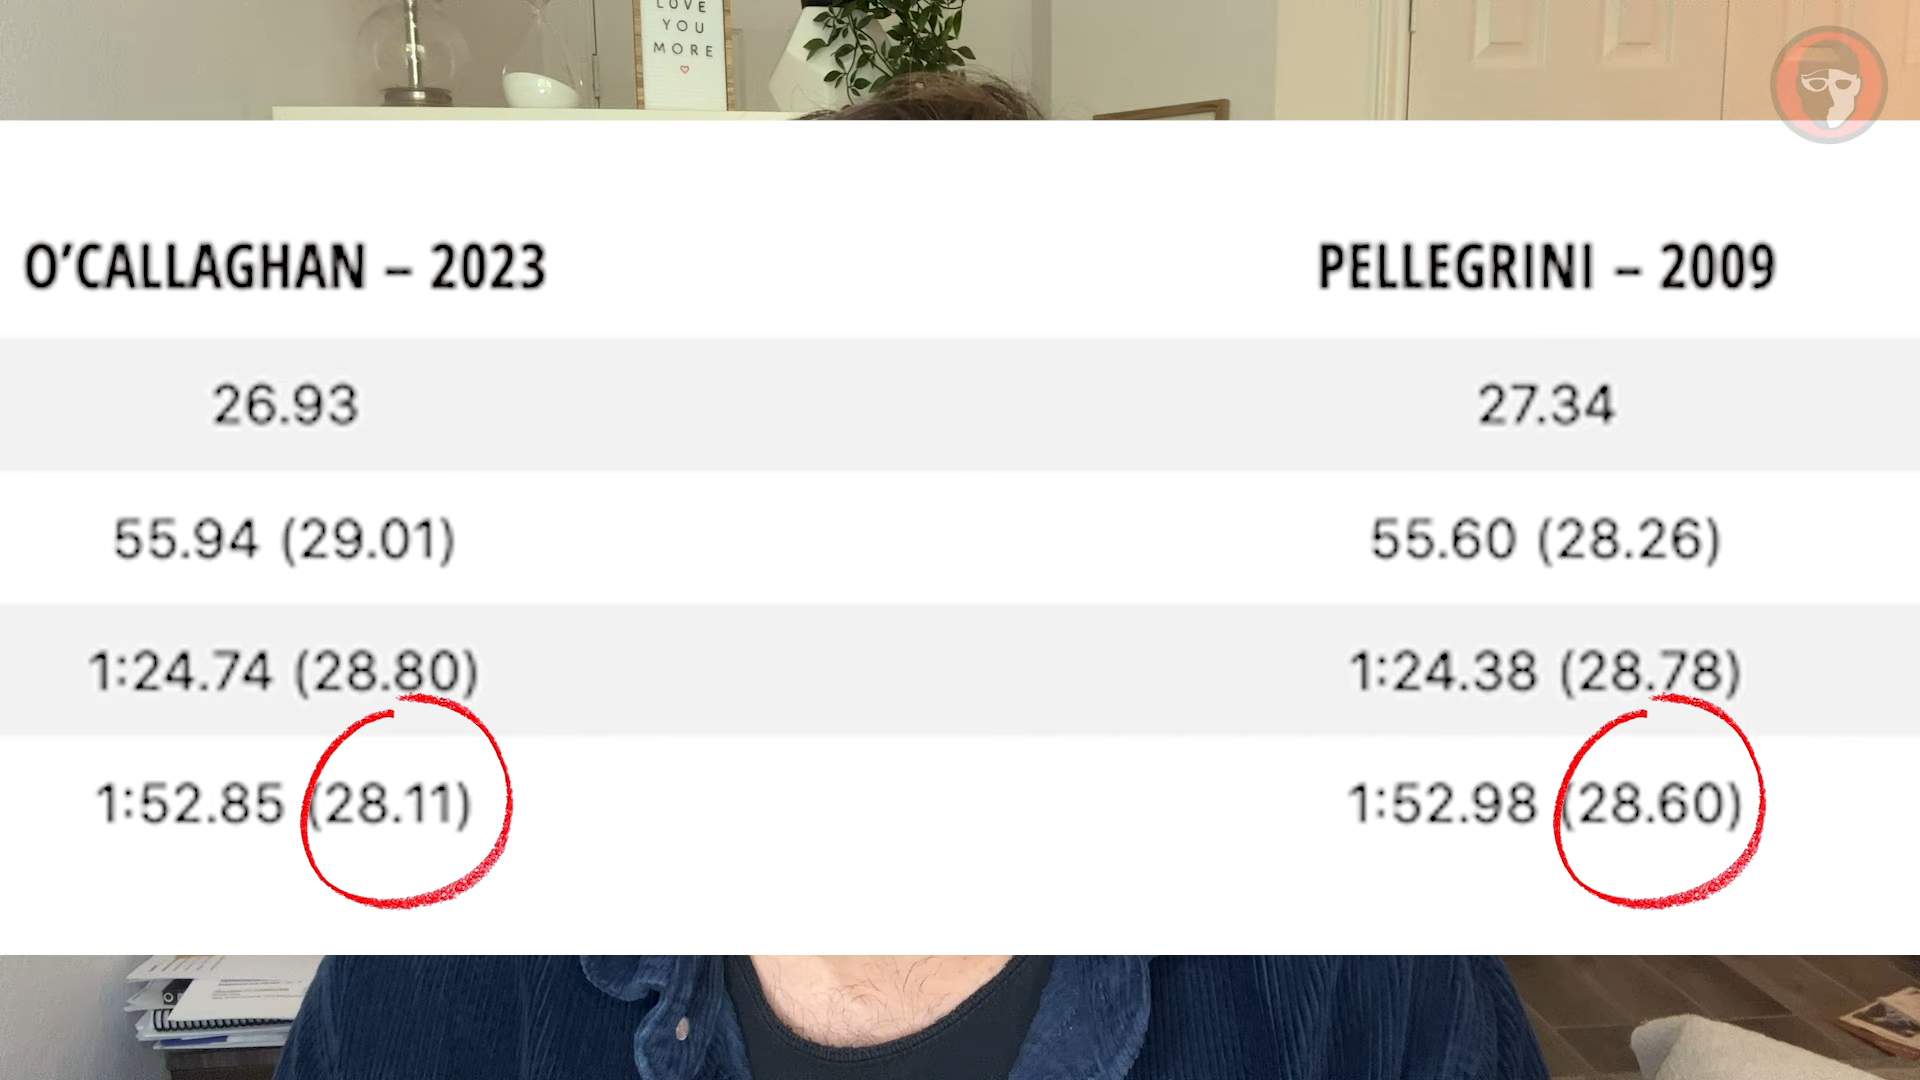 LOVE
YOU
MORE
O’CALLAGHAN – 2023 PELLEGRINI – 2009
26.93 27.34
55.94 (29.01) 55.60 (28.26)
1:24.74 (28.80) 1:24.38 (28.78)
1:52.85 (28.11) 1:52.98 (28.60)